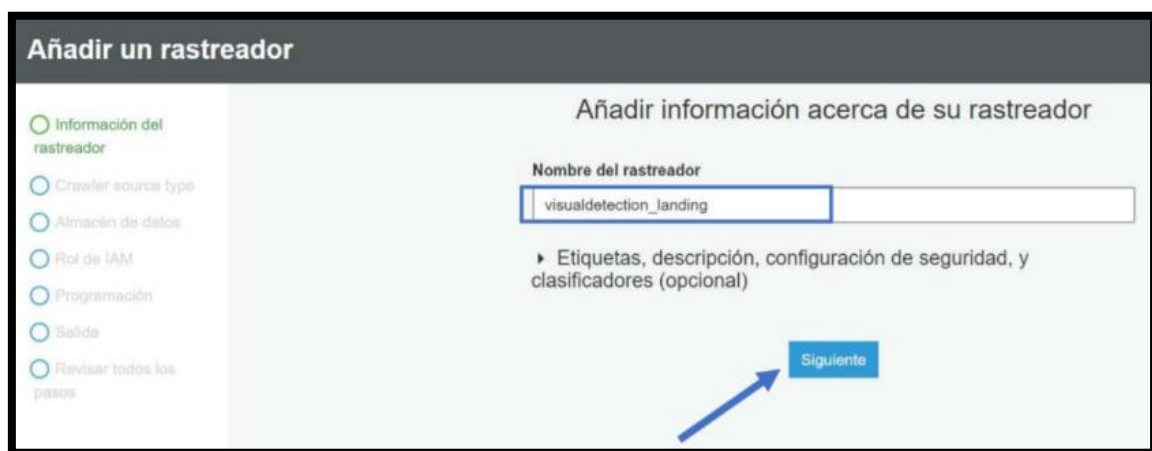 Añadir un rastreador
Información del
rastreador
Crawler source type
Almacén de datos
Rol de IAM
Programación
Salida
Revisar todos los
pasos
Añadir información acerca de su rastreador
Nombre del rastreador
visualdetection_landing
Etiquetas, descripción, configuración de seguridad, y
clasificadores (opcional)
Siguiente